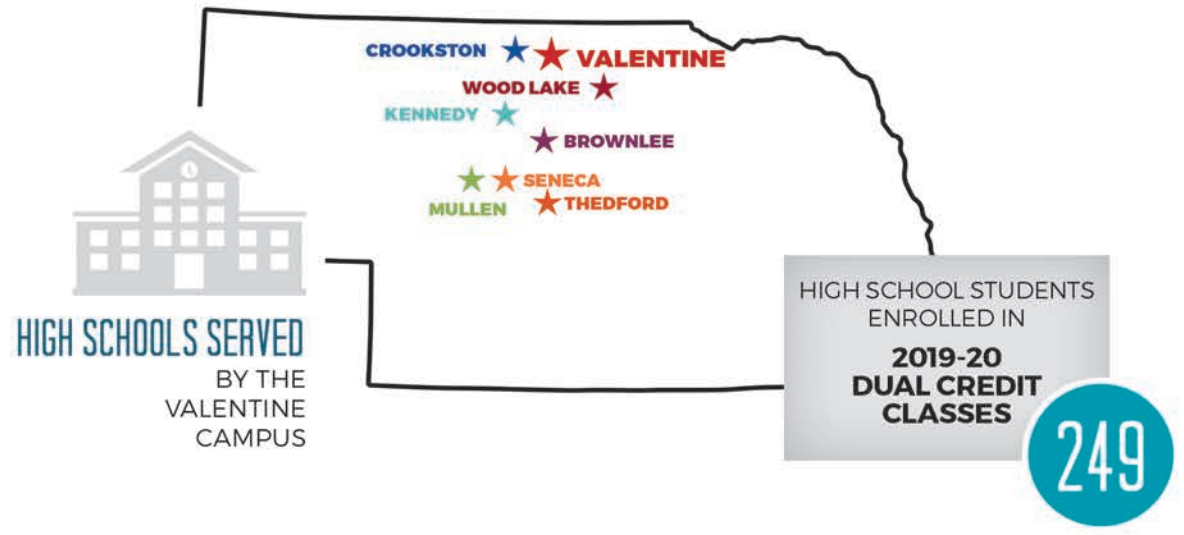 CROOKSTON
VALENTINE
WOOD LAKE
KENNEDY
BROWNLEE
SENECA
MULLEN
THEDFORD
HIGH SCHOOLS SERVED
BY THE
VALENTINE
CAMPUS
HIGH SCHOOL STUDENTS
ENROLLED IN
2019-20
DUAL CREDIT
CLASSES
249